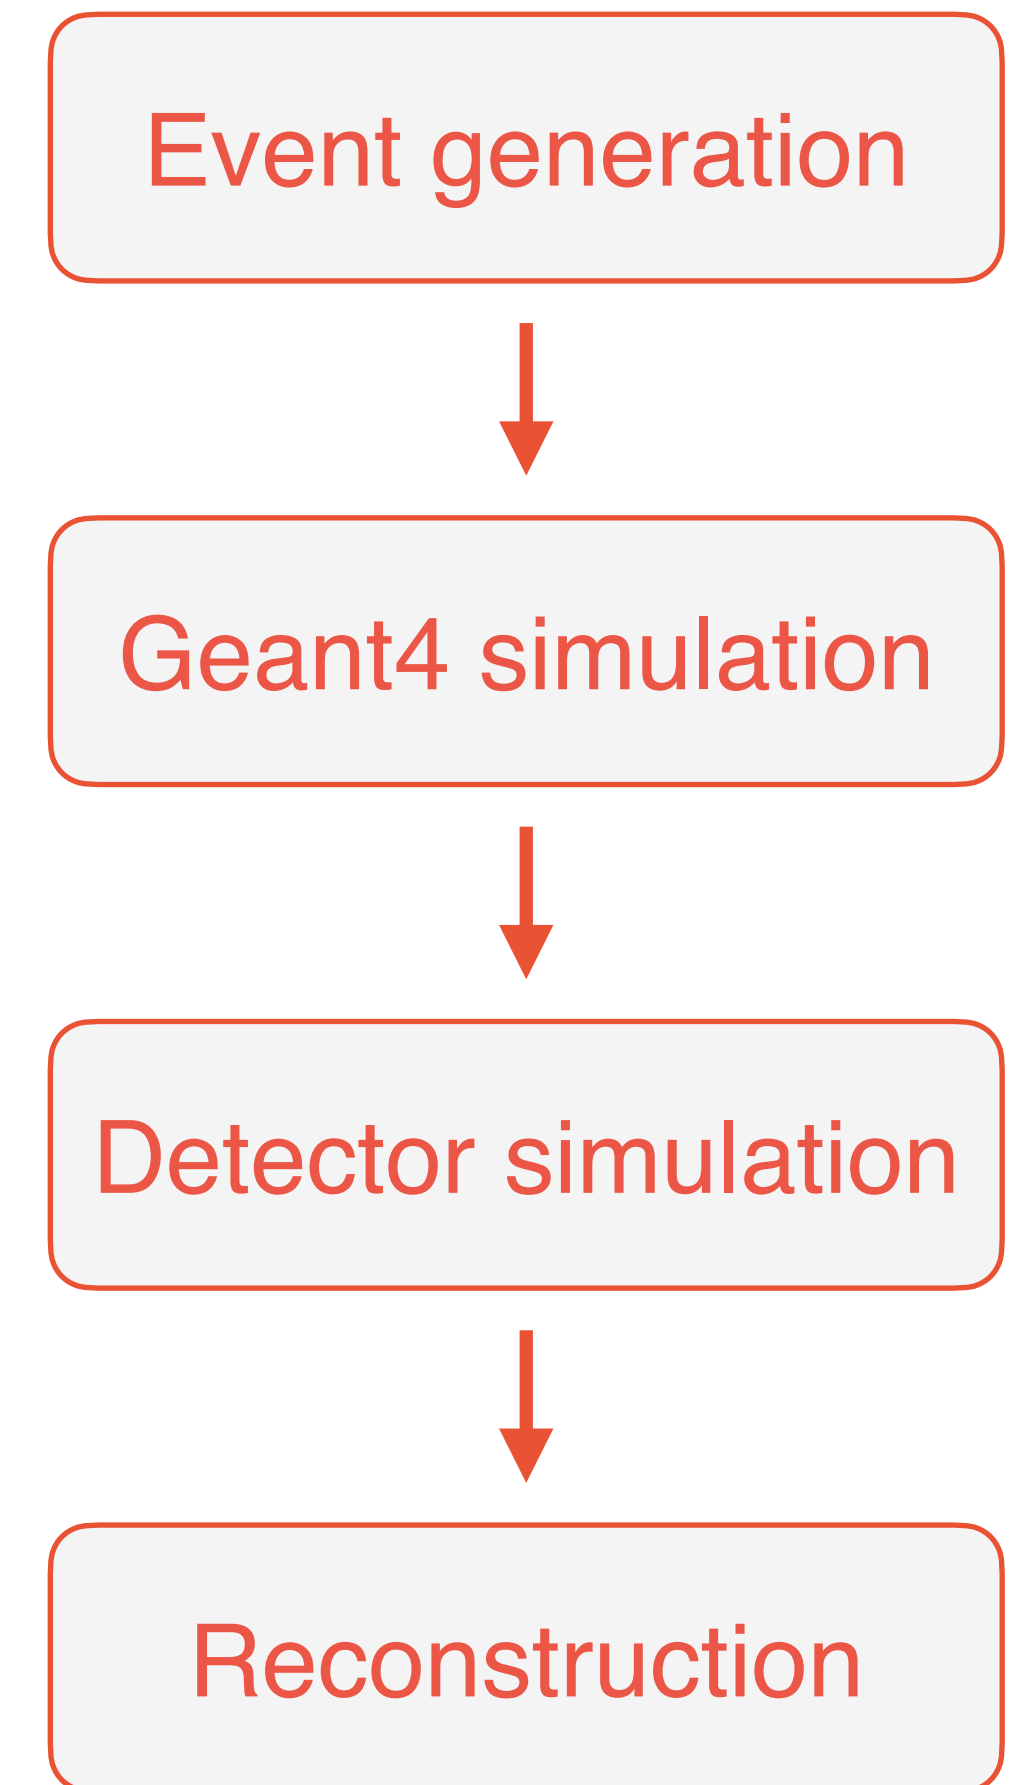 Event generation
Geant4 simulation
Detector simulation
Reconstruction